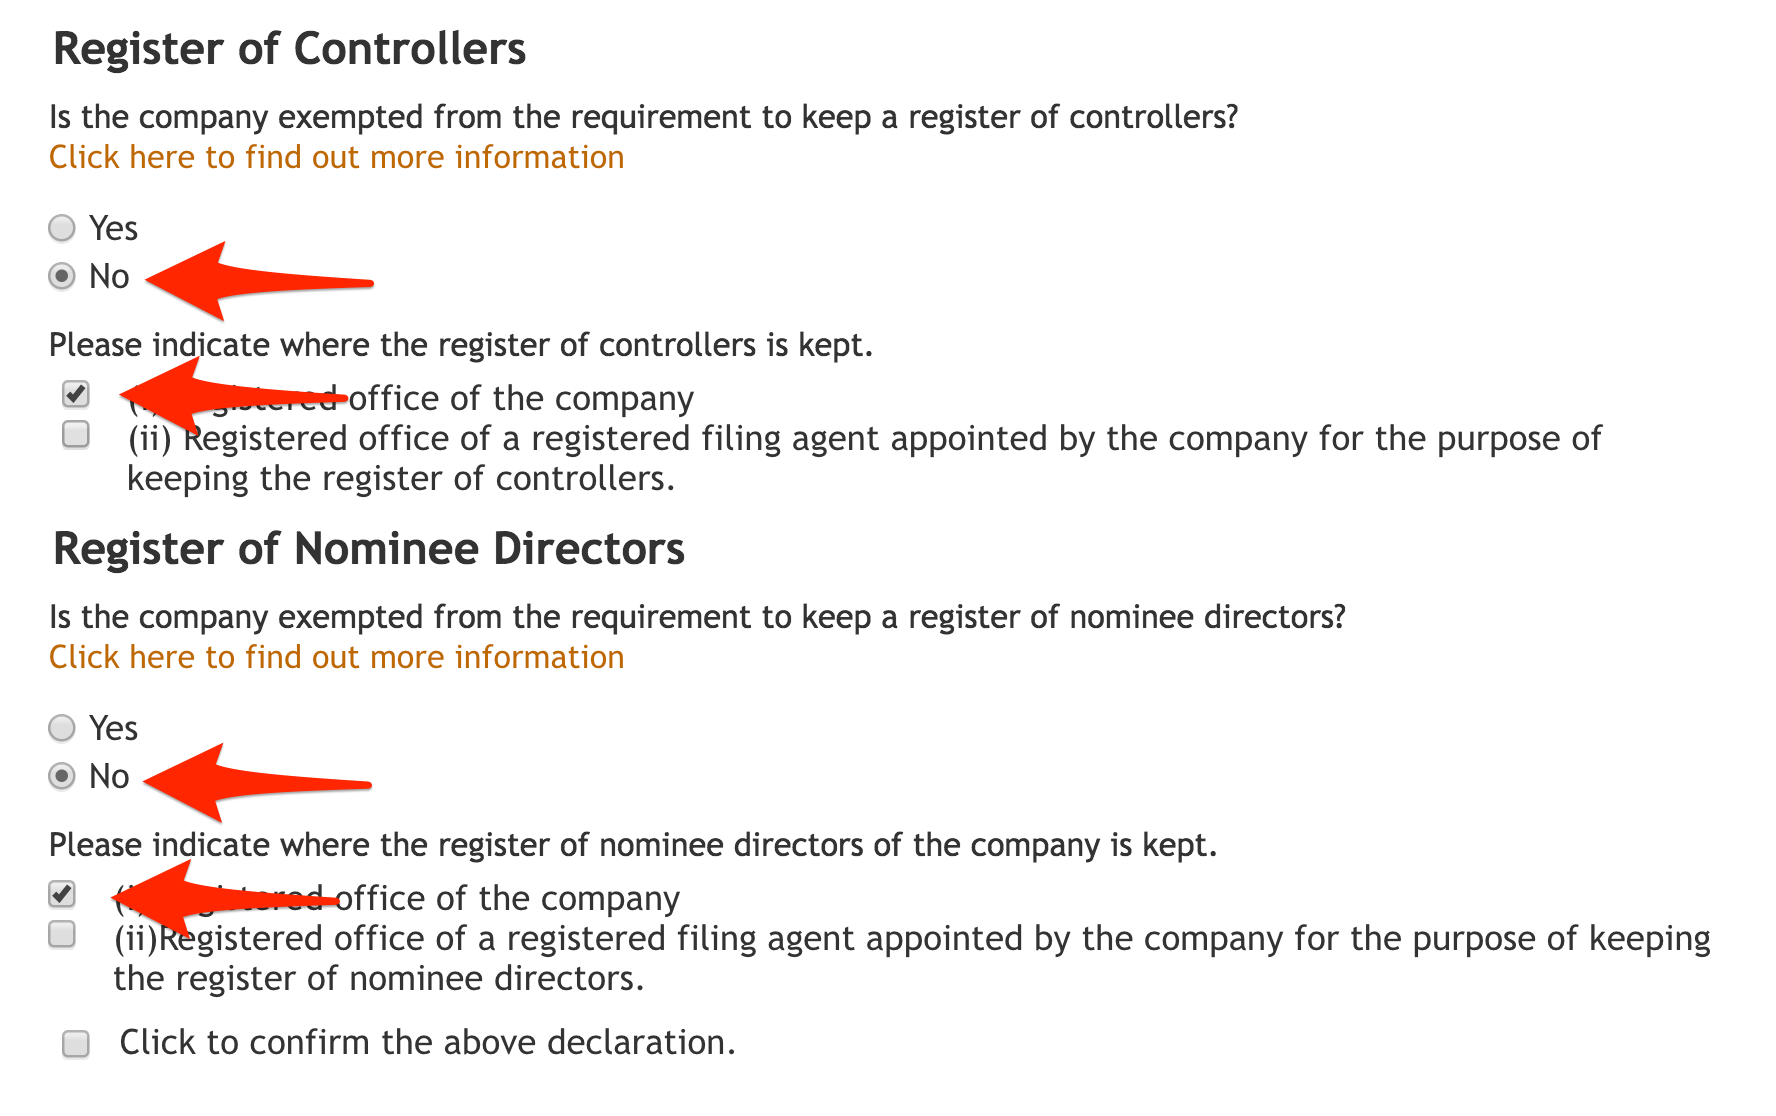 Register of Controllers
Is the company exempted from the requirement to keep a register of controllers?
Click here to find out more information
Yes
No
Please indicate where the register of controllers is kept.
office of the company
(ii) Registered office of a registered filing agent appointed by the company for the purpose of
keeping the register of controllers.
Register of Nominee Directors
Is the company exempted from the requirement to keep a register of nominee directors?
Click here to find out more information
Yes
No
Please indicate where the register of nominee directors of the company is kept.
office of the company
(ii)Registered office of a registered filing agent appointed by the company for the purpose of keeping
the register of nominee directors.
Click to confirm the above declaration.